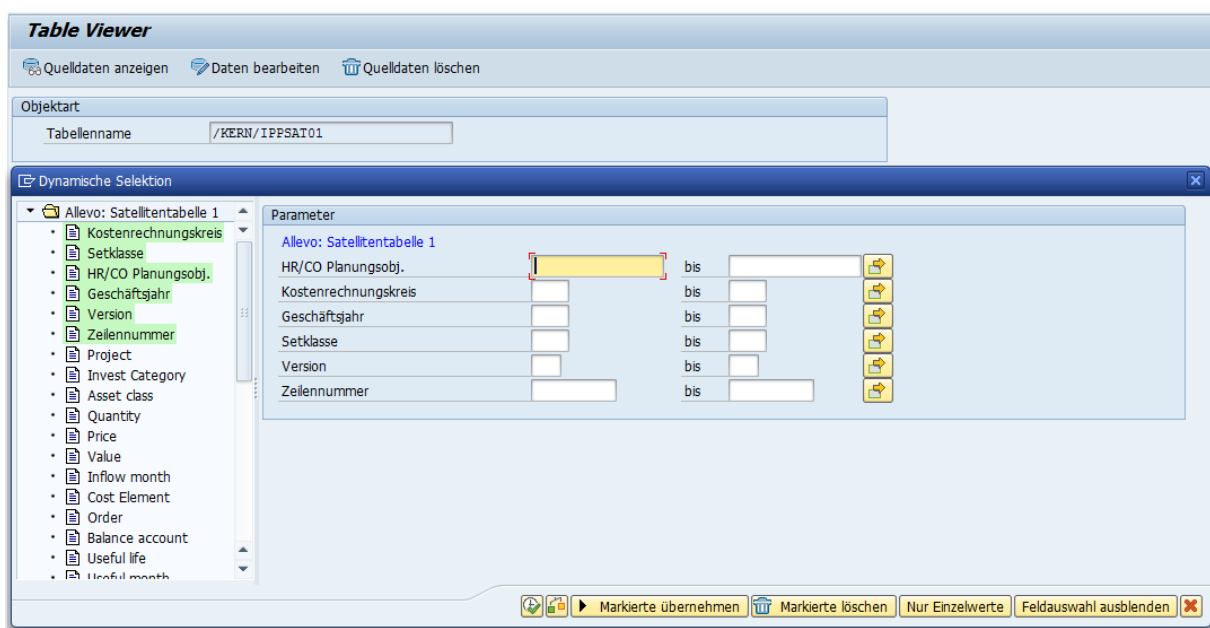 Table Viewer
Quelldaten anzeigen Daten bearbeiten Quelldaten löschen
Objektart
Tabellenname /KERN/IPPSAT01
Dynamische Selektion
Allevo: Satellitentabelle 1
Kostenrechnungskreis
Setklasse
HR/CO Planungsobj.
Geschäftsjahr
Version
Zeilennummer
Project
Invest Category
Asset class
Quantity
Price
Value
Inflow month
Cost Element
Order
Balance account
Useful life
Useful month
Parameter
Allevo: Satellitentabelle 1
HR/CO Planungsobj. bis
Kostenrechnungskreis bis
Geschäftsjahr bis
Setklasse bis
Version bis
Zeilennummer bis
Markierte übernehmen Markierte löschen Nur Einzelwerte Feldauswahl ausblenden